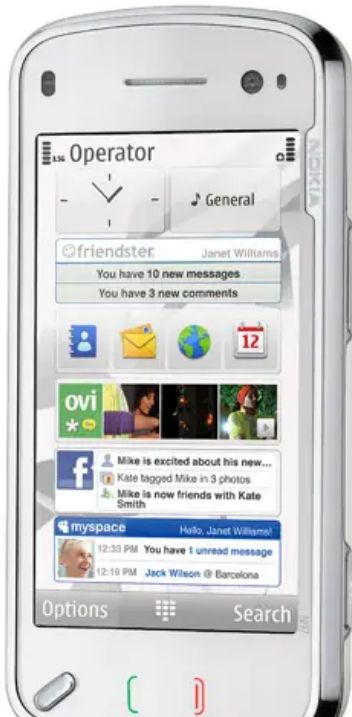 3.5G Operator
NOKIA
♪ General
friendster. Janet Williams
You have 10 new messages
You have 3 new comments
12
ovi
f Mike is excited about his new...
Kate tagged Mike in 3 photos
Mike is now friends with Kate
Smith
myspace Hello, Janet Williams!
12:33 PM You have 1 unread message
12:16 PM Jack Wilson @ Barcelona
Options Search